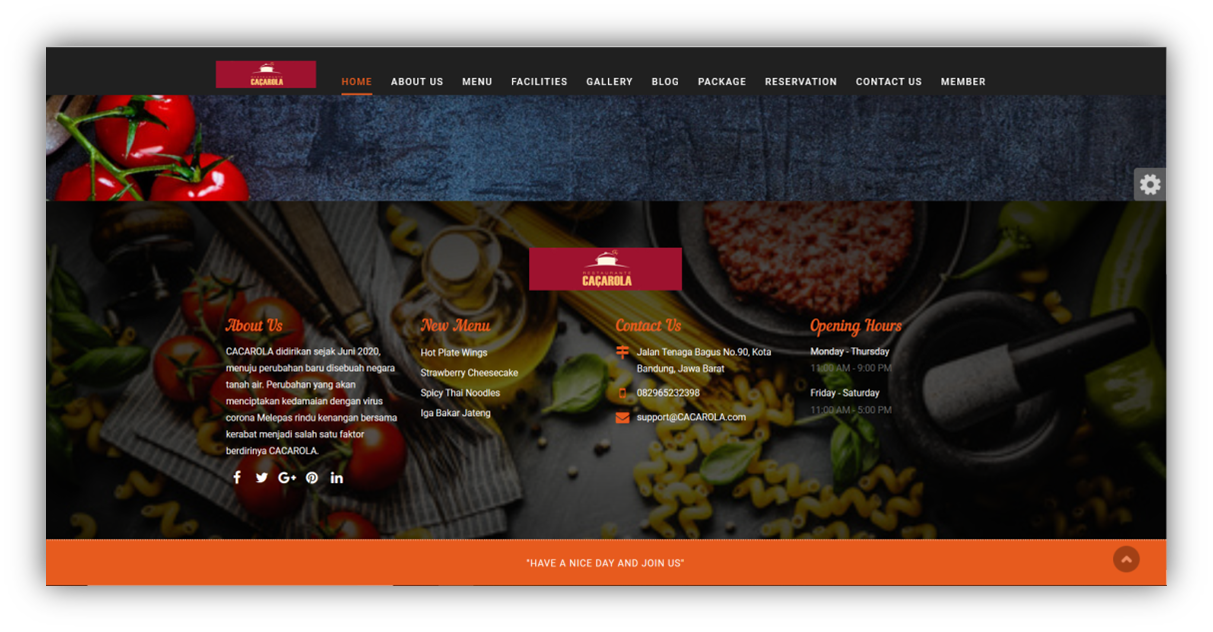 CAÇAROLA
HOME ABOUT US MENU FACILITIES GALLERY BLOG PACKAGE RESERVATION CONTACT US MEMBER
RESTAURANTE
CAÇAROLA
About Us
CACAROLA didirikan sejak Juni 2020,
menuju perubahan baru disebuah negara
tanah air. Perubahan yang akan
menciptakan kedamaian dengan virus
corona Melepas rindu kenangan bersama
kerabat menjadi salah satu faktor
berdirinya CACAROLA.
New Menu
Hot Plate Wings
Strawberry Cheesecake
Spicy Thai Noodles
Iga Bakar Jateng
Contact Us
Jalan Tenaga Bagus No.90, Kota
Bandung, Jawa Barat
082965232398
support@CACAROLA.com
Opening Hours
Monday - Thursday
11:00 AM - 9:00 PM
Friday - Saturday
11:00 AM - 5:00 PM
"HAVE A NICE DAY AND JOIN US"